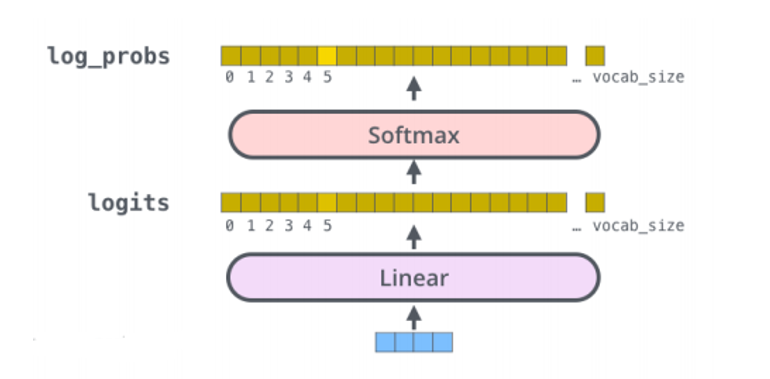 log_probs
0 1 2 3 4 5 … vocab_size
Softmax
logits
0 1 2 3 4 5 … vocab_size
Linear